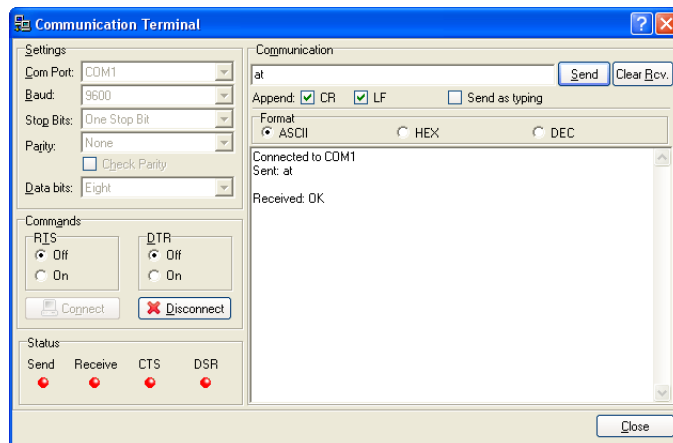 Communication Terminal
Settings
Com Port: COM1
Baud: 9600
Stop Bits: One Stop Bit
Parity: None
Check Parity
Data bits: Eight
Commands
RTS
Off
On
DTR
Off
On
Connect
Disconnect
Status
Send Receive CTS DSR
Communication
at
Send
Clear Rcv.
Append: CR LF Send as typing
Format
ASCII HEX DEC
Connected to COM1
Sent: at
Received: OK
Close